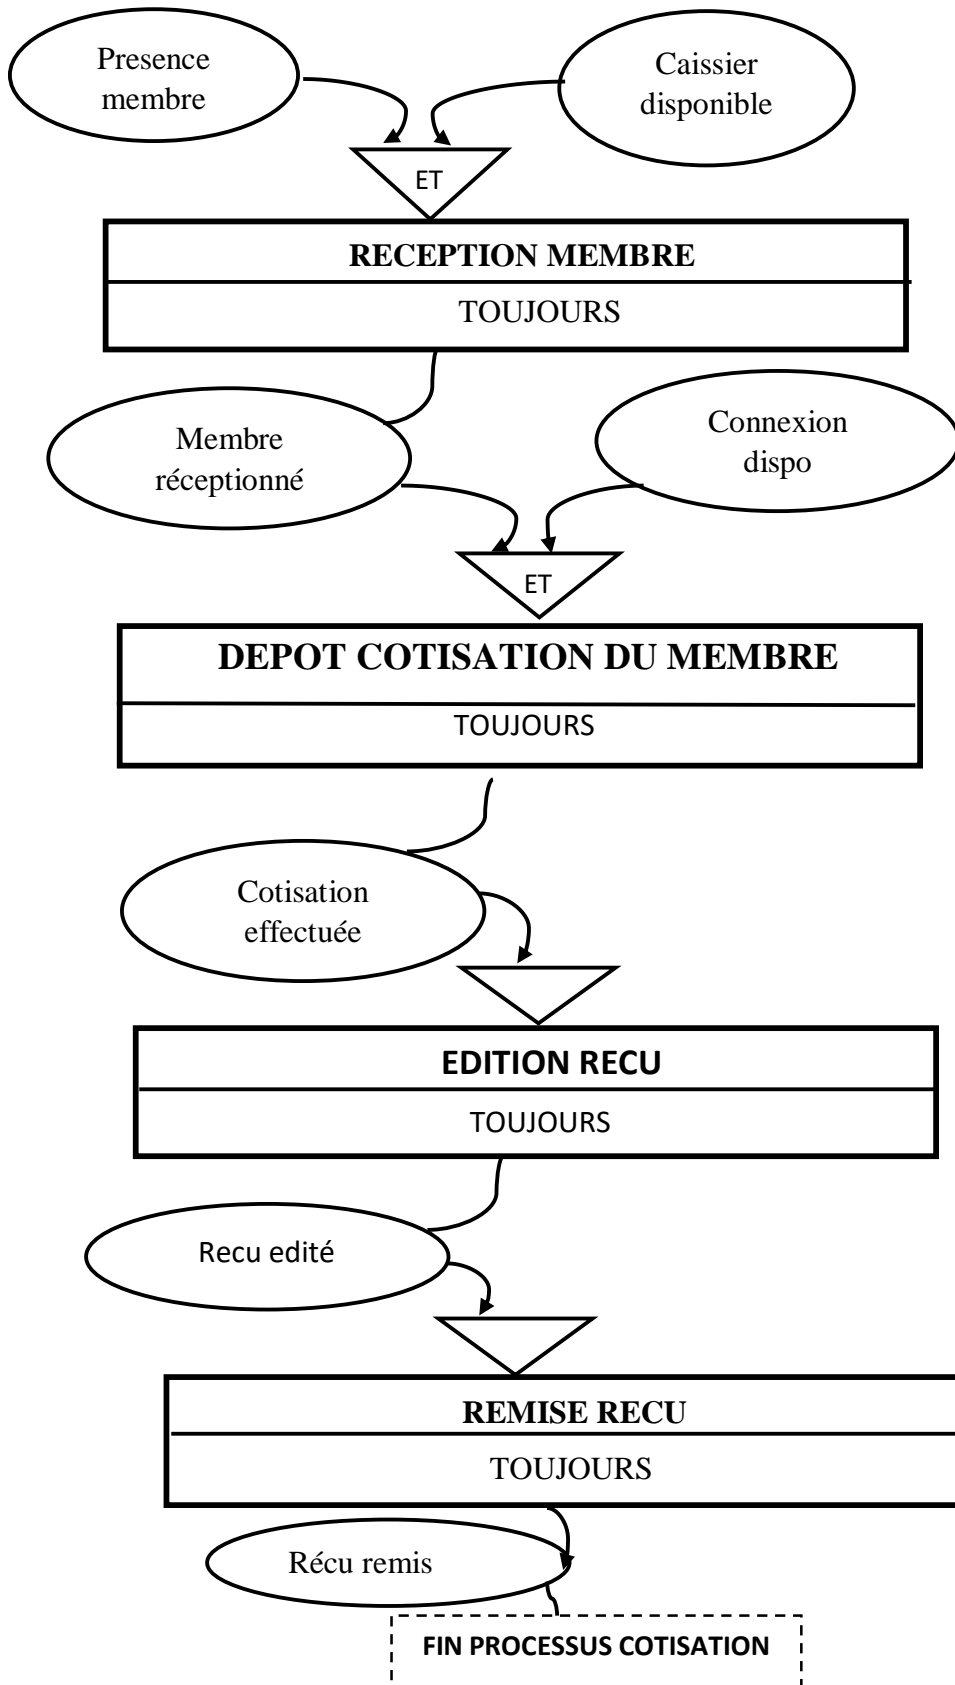 Presence
membre
Caissier
disponible
ET
RECEPTION MEMBRE
TOUJOURS
Membre
réceptionné
Connexion
dispo
ET
DEPOT COTISATION DU MEMBRE
TOUJOURS
Cotisation
effectuée
EDITION RECU
TOUJOURS
Recu edité
REMISE RECU
TOUJOURS
Récu remis
FIN PROCESSUS COTISATION